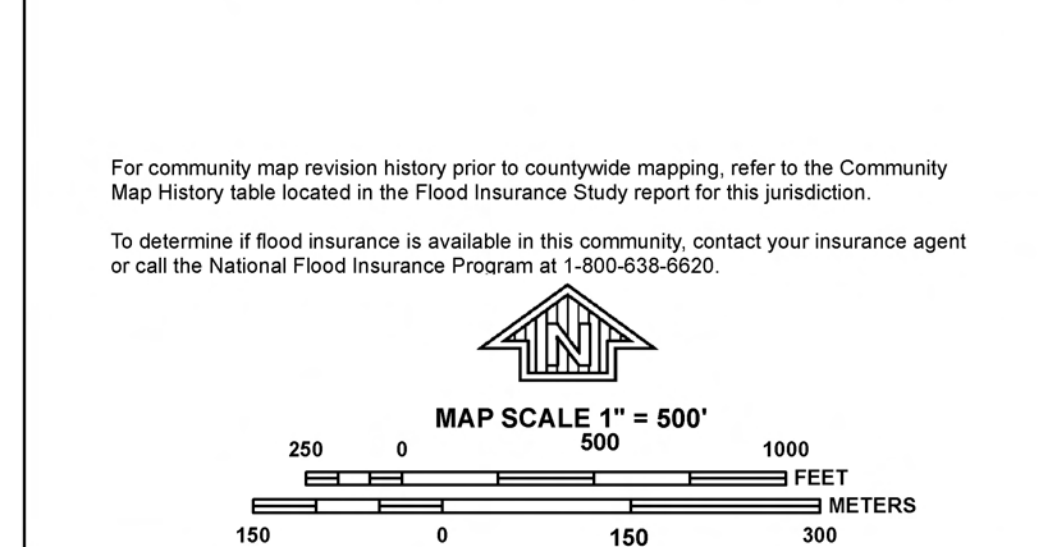 For community map revision history prior to countywide mapping, refer to the Community
Map History table located in the Flood Insurance Study report for this jurisdiction.
To determine if flood insurance is available in this community, contact your insurance agent
or call the National Flood Insurance Program at 1-800-638-6620.
N
MAP SCALE 1" = 500'
250 0 500 1000
FEET
METERS
150 0 150 300